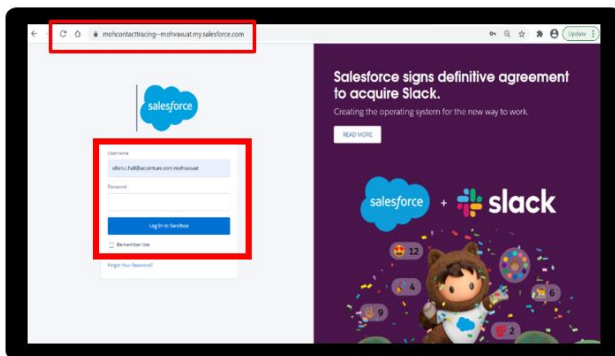 mohcontacttracing--mohvaxuat.my.salesforce.com
Update
salesforce
Username
Password
Log In to Sandbox
Remember me
Forgot Your Password?
Salesforce signs definitive agreement
to acquire Slack.
Creating the operating system for the new way to work.
READ MORE
salesforce + slack
12
4
6
9
2